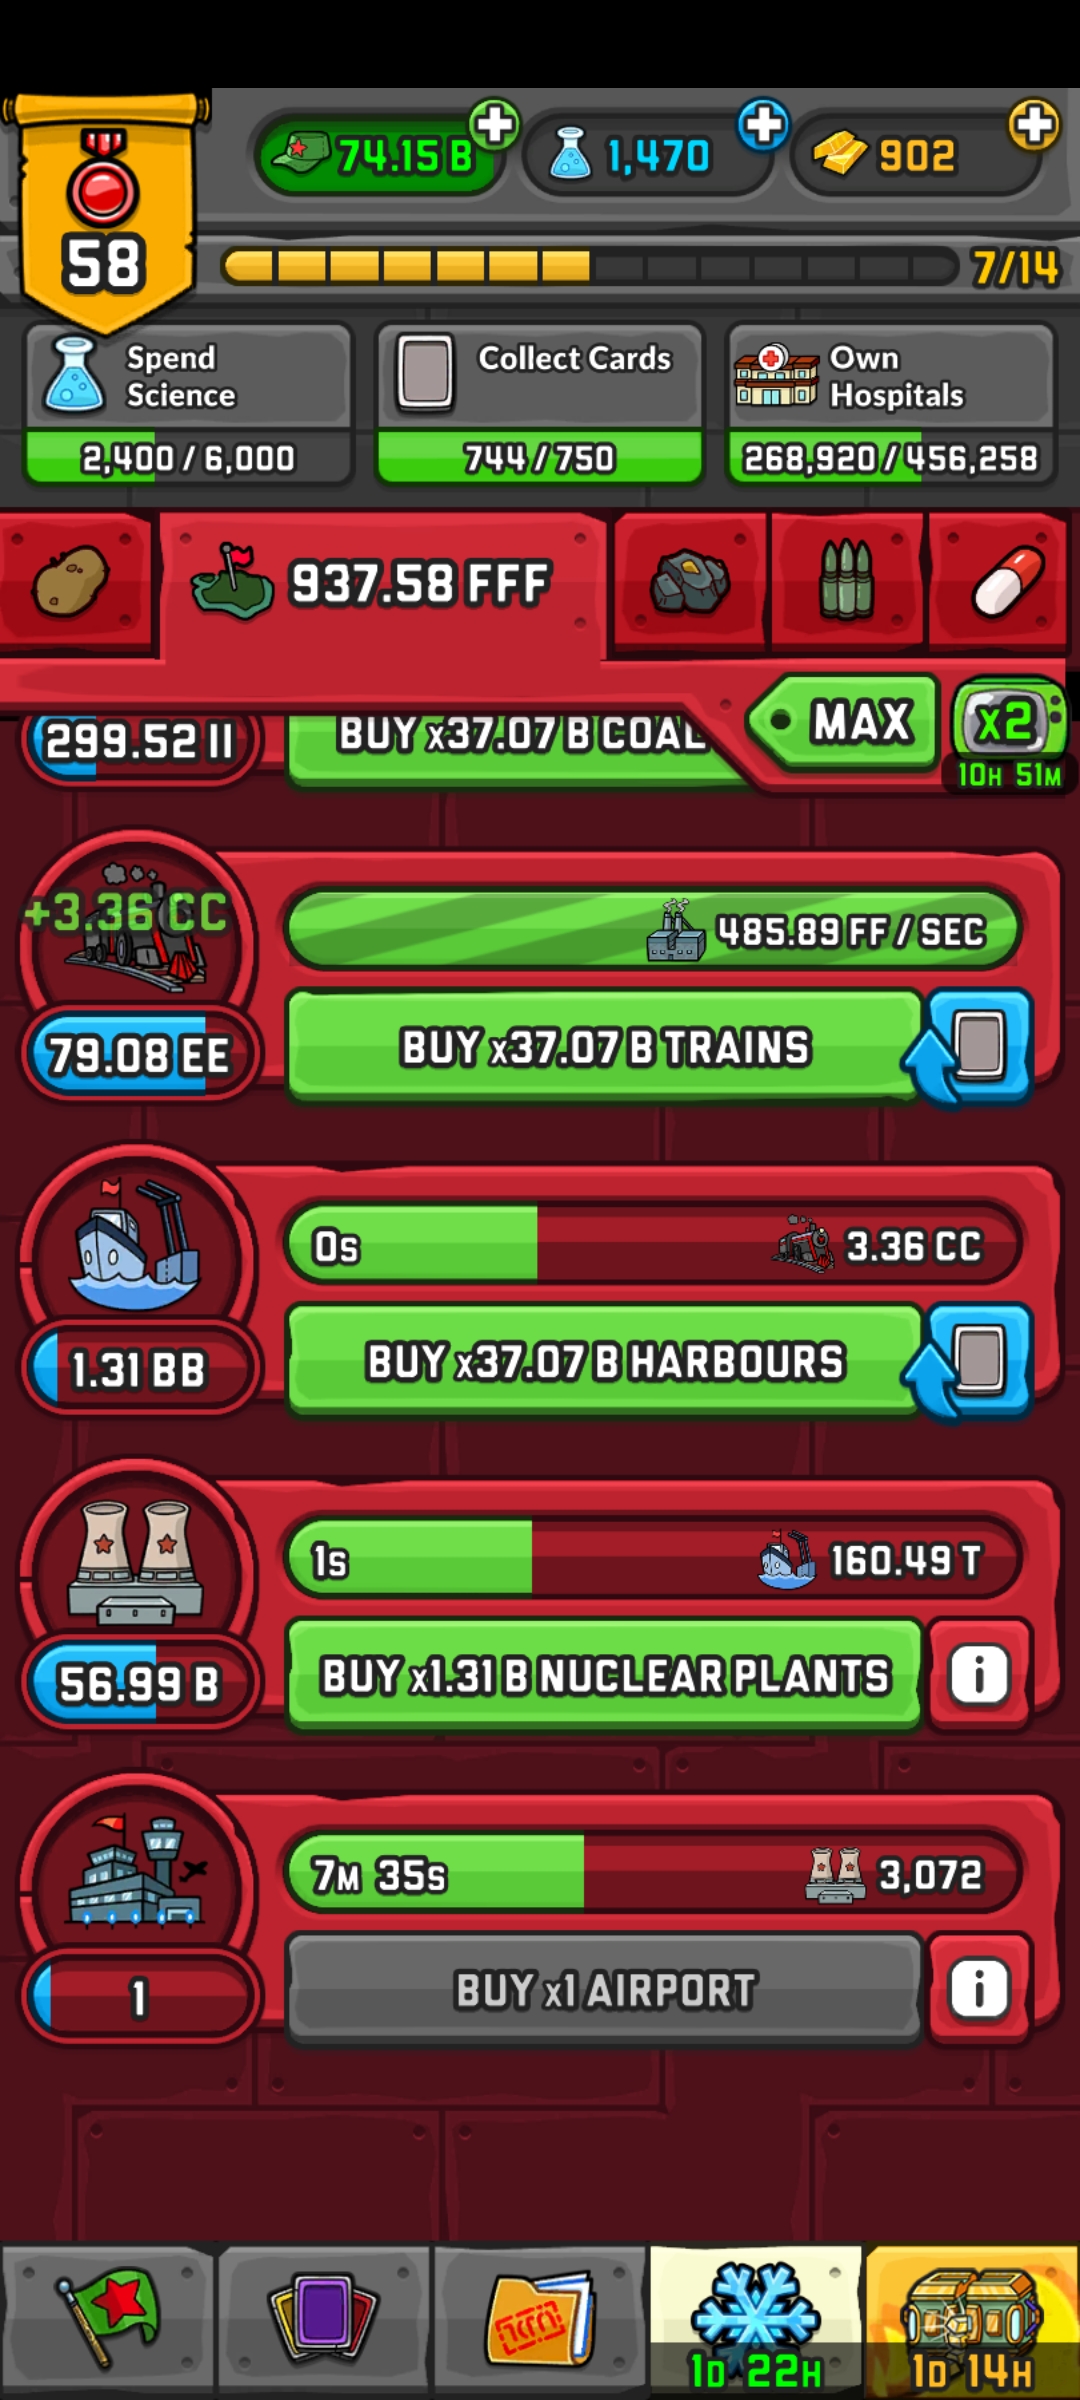 74.15 B
1,470
902
58
7/14
Spend
Science
2,400 / 6,000
Collect Cards
744 / 750
Own
Hospitals
268,920 / 456,258
937.58 FFF
MAX
x2
10H 51M
299.52 II
BUY x37.07 B COAL
+3.36 CC
485.89 FF / SEC
79.08 EE
BUY x37.07 B TRAINS
0s
3.36 CC
1.31 BB
BUY x37.07 B HARBOURS
1s
160.49 T
56.99 B
BUY x1.31 B NUCLEAR PLANTS
i
7M 35s
3,072
1
BUY x1 AIRPORT
i
1D 22H
1D 14H